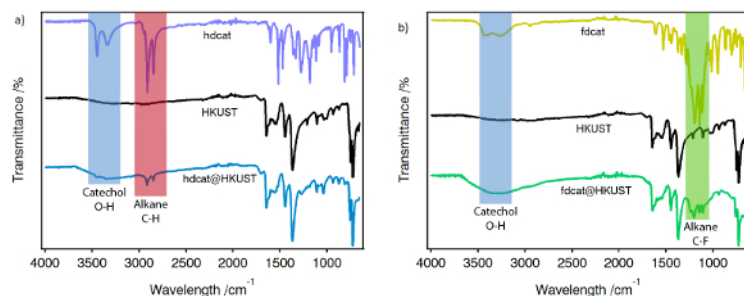 a)
hdcat
HKUST
hdcat@HKUST
Catechol
O-H
Alkane
C-H
Transmittance /%
4000
3500
3000
2500
2000
1500
1000
Wavelength /cm-1
b)
fdcat
HKUST
fdcat@HKUST
Catechol
O-H
Alkane
C-F
Transmittance /%
4000
3500
3000
2500
2000
1500
1000
Wavelength /cm-1